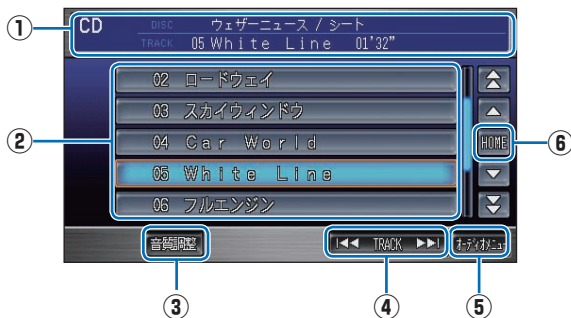 ①
CD DISC ウェザーニュース / シート
TRACK 05 White Line 01'32"
②
02 ロードウェイ
03 スカイウィンドウ
04 Car World
05 White Line
06 フルエンジン
HOME
⑥
音質調整
TRACK
オーディオメニュー
③
④
⑤